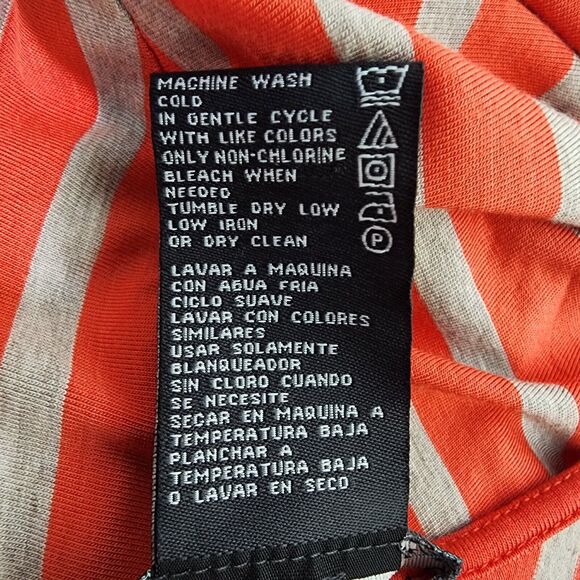 MACHINE WASH
COLD
IN GENTLE CYCLE
WITH LIKE COLORS
ONLY NON-CHLORINE
BLEACH WHEN
NEEDED
TUMBLE DRY LOW
LOW IRON
OR DRY CLEAN
P
LAVAR A MAQUINA
CON AGUA FRIA
CICLO SUAVE
LAVAR CON COLORES
SIMILARES
USAR SOLAMENTE
BLANQUEADOR
SIN CLORO CUANDO
SE NECESITE
SECAR EN MAQUINA A
TEMPERATURA BAJA
PLANCHAR A
TEMPERATURA BAJA
O LAVAR EN SECO